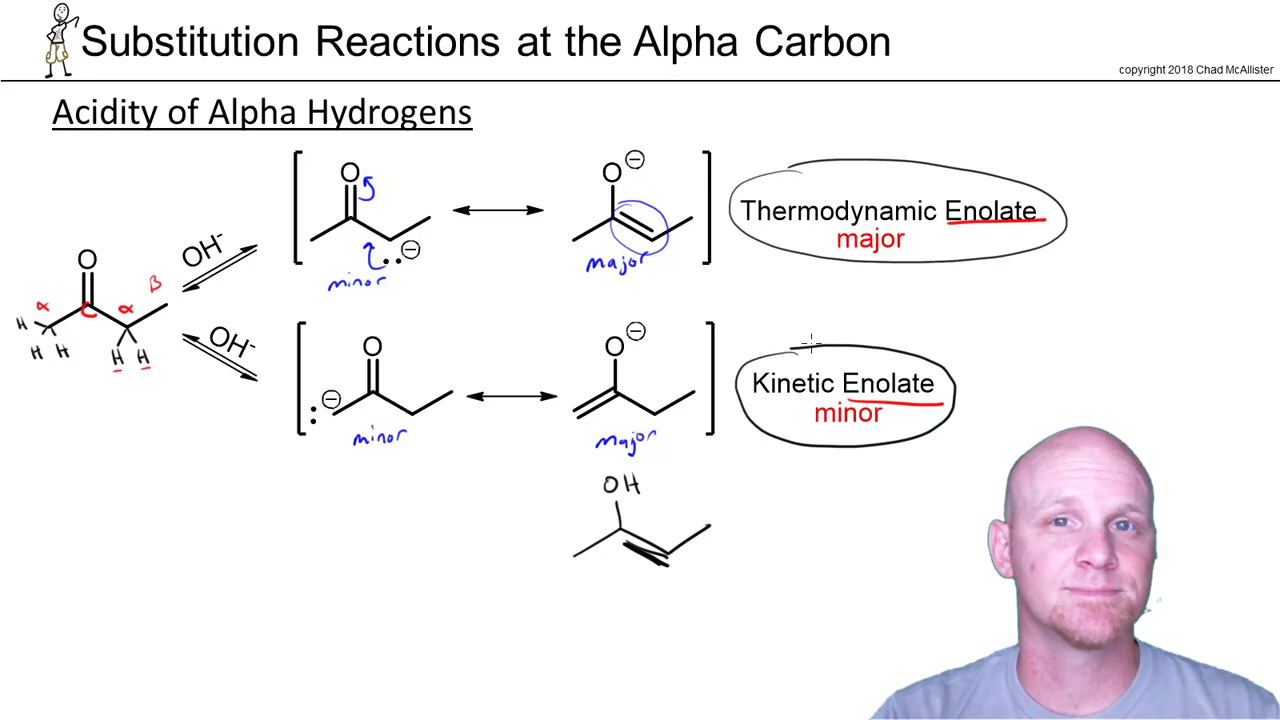 Substitution Reactions at the Alpha Carbon
copyright 2018 Chad McAllister
Acidity of Alpha Hydrogens
O
O
⊖
Thermodynamic Enolate
major
OH-
⊖
minor
major
O
α
α
β
H
H H
H H
OH-
O
O
⊖
⊖
Kinetic Enolate
minor
minor
major
OH